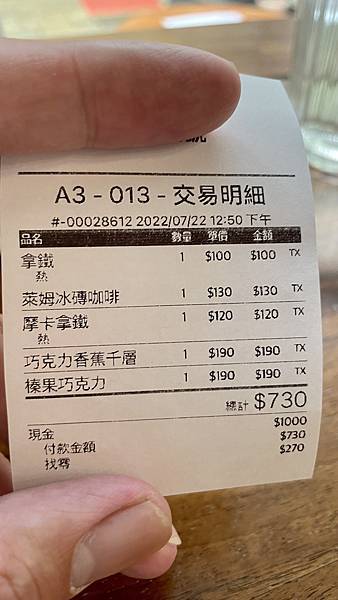 A3 - 013 - 交易明細
#-00028612 2022/07/22 12:50 下午
品名 數量 單價 金額
拿鐵 1 $100 $100 TX
熱
萊姆冰磚咖啡 1 $130 $130 TX
摩卡拿鐵 1 $120 $120 TX
熱
巧克力香蕉千層 1 $190 $190 TX
榛果巧克力 1 $190 $190 TX
總計 $730
現金 $1000
付款金額 $730
找零 $270